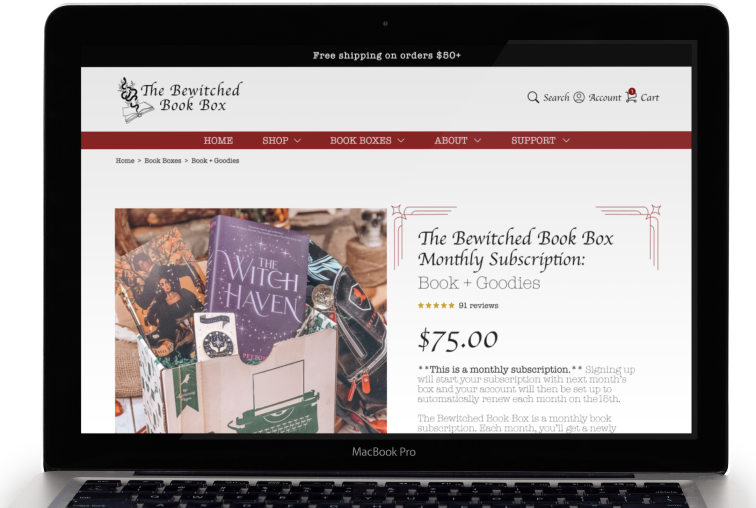 Free shipping on orders $50+
The Bewitched
Book Box
Search Account 1 Cart
HOME SHOP BOOK BOXES ABOUT SUPPORT
Home > Book Boxes > Book + Goodies
The Bewitched Book Box
Monthly Subscription:
Book + Goodies
91 reviews
$75.00
**This is a monthly subscription.** Signing up
will start your subscription with next month's
box and your account will then be set up to
automatically renew each month on the 15th.
The Bewitched Book Box is a monthly book
subscription. Each month, you'll get a newly
THE
WITCH
HAVEN
MacBook Pro